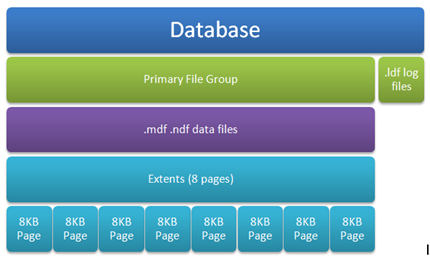 Database
Primary File Group
.ldf log
files
.mdf .ndf data files
Extents (8 pages)
8KB
Page
8KB
Page
8KB
Page
8KB
Page
8KB
Page
8KB
Page
8KB
Page
8KB
Page